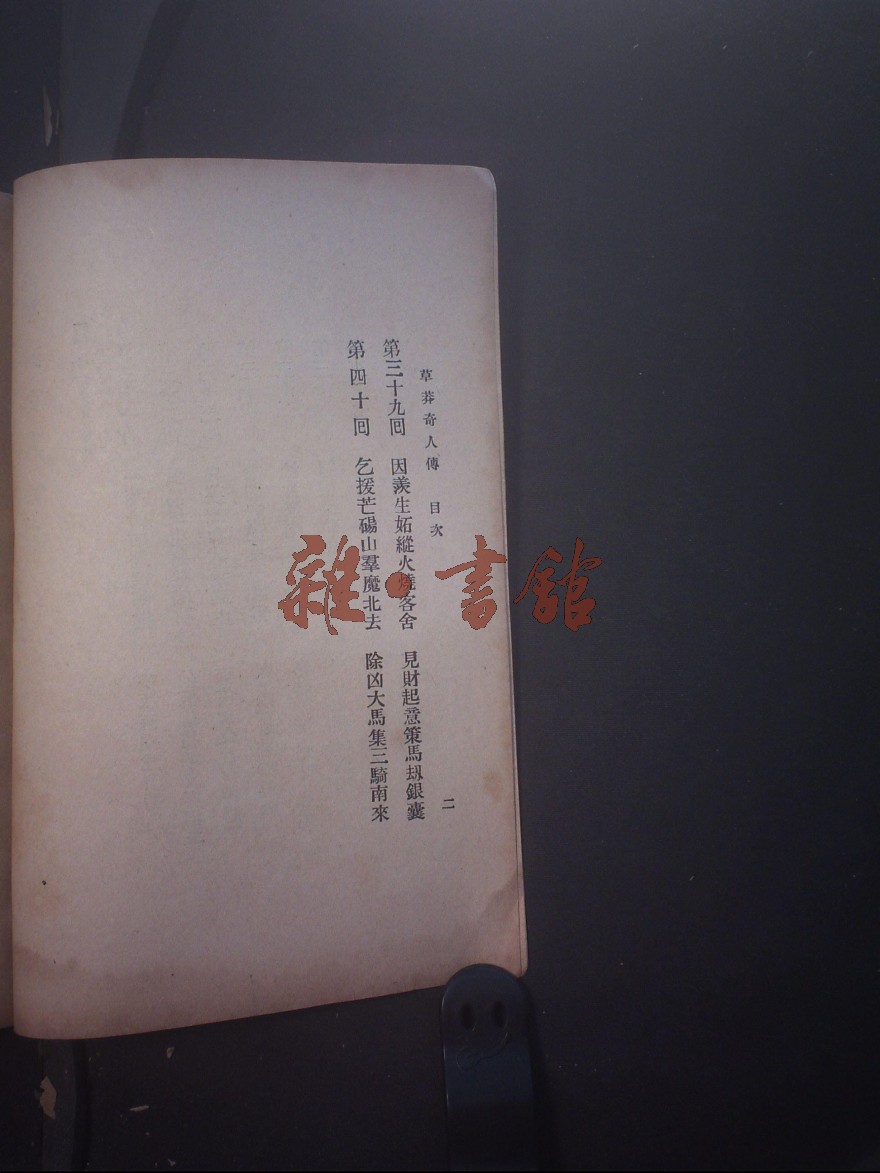 草莽奇人傳　目次
二
第三十九回　因羨生妬縱火燒客舍　見財起意策馬刼銀囊
第四十回　乞援芒碭山羣魔北去　除凶大馬集三騎南來
雜·書館